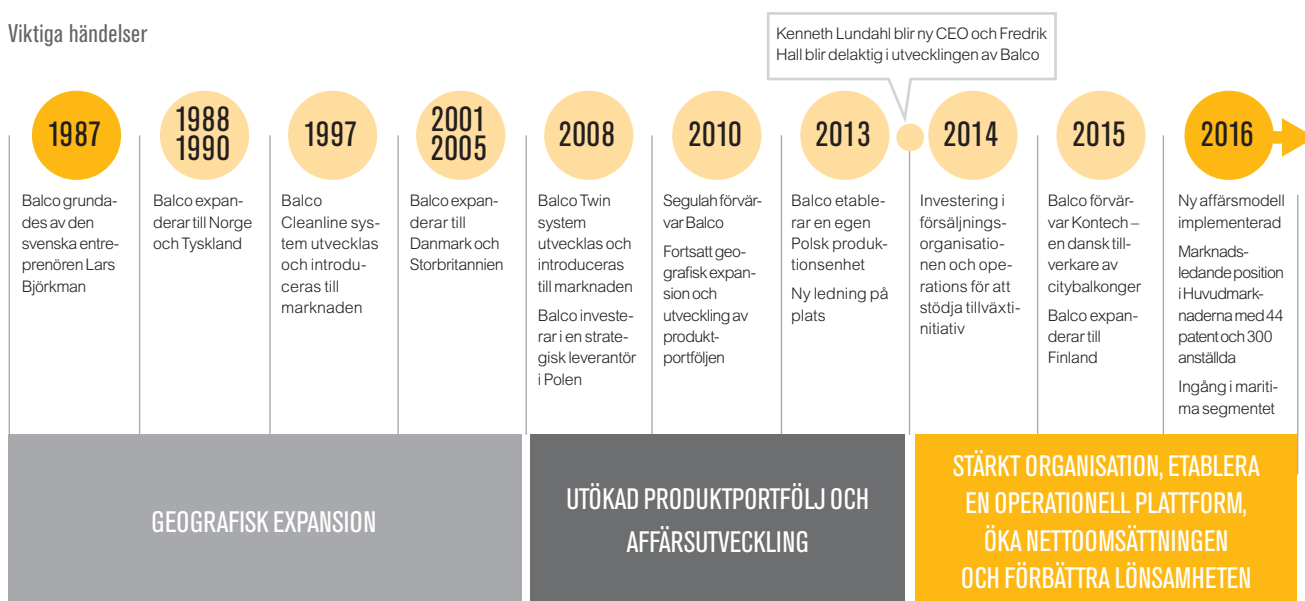 Viktiga händelser
Kenneth Lundahl blir ny CEO och Fredrik
Hall blir delaktig i utvecklingen av Balco
1987
Balco grunda-
des av den
svenska entre-
prenören Lars
Björkman
1988
1990
Balco expan-
derar till Norge
och Tyskland
1997
Balco
Cleanline sys-
tem utvecklas
och introdu-
ceras till
marknaden
2001
2005
Balco expan-
derar till
Danmark och
Storbritannien
2008
Balco Twin
system
utvecklas och
introduceras
till marknaden
Balco investe-
rar i en strate-
gisk leverantör
i Polen
2010
Segulah förvär-
var Balco
Fortsatt geo-
grafisk expan-
sion och
utveckling av
produkt-
portföljen
2013
Balco etable-
rar en egen
Polsk produk-
tionsenhet
Ny ledning på
plats
2014
Investering i
försäljnings-
organisatio-
nen och ope-
rations för att
stödja tillväxti-
nitiativ
2015
Balco förvär-
var Kontech –
en dansk till-
verkare av
citybalkonger
Balco expan-
derar till
Finland
2016
Ny affärsmodell
implementerad
Marknads-
ledande position
i Huvudmark-
naderna med 44
patent och 300
anställda
Ingång i mariti-
ma segmentet
GEOGRAFISK EXPANSION
UTÖKAD PRODUKTPORTFÖLJ OCH
AFFÄRSUTVECKLING
STÄRKT ORGANISATION, ETABLERA
EN OPERATIONELL PLATTFORM,
ÖKA NETTOOMSÄTTNINGEN
OCH FÖRBÄTTRA LÖNSAMHETEN